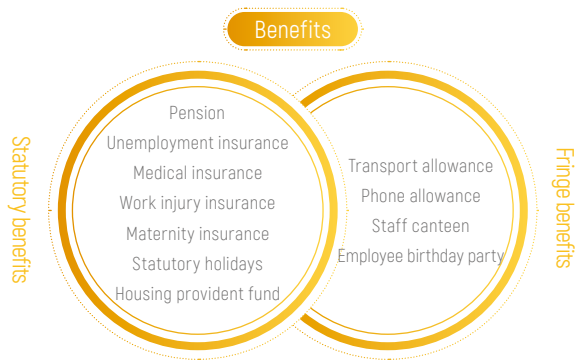 Benefits
Statutory benefits
Pension
Unemployment insurance
Medical insurance
Work injury insurance
Maternity insurance
Statutory holidays
Housing provident fund
Transport allowance
Phone allowance
Staff canteen
Employee birthday party
Fringe benefits